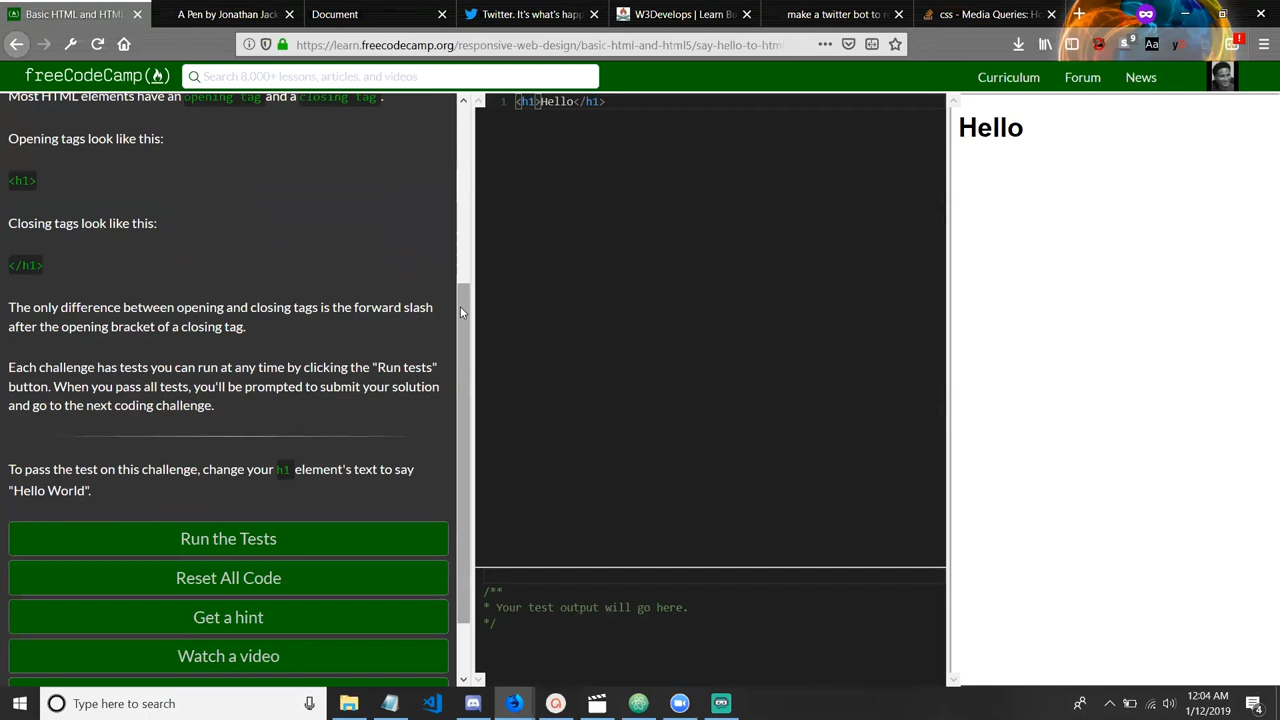 Basic HTML and HTM
A Pen by Jonathan Jack
Document
Twitter. It's what's happ
W3Develops | Learn Bu
make a twitter bot to re
css - Media Queries: Ho
https://learn.freecodecamp.org/responsive-web-design/basic-html-and-html5/say-hello-to-html
freeCodeCamp
Search 8,000+ lessons, articles, and videos
Curriculum
Forum
News
Most HTML elements have an opening tag and a closing tag.
Opening tags look like this:
<h1>
Closing tags look like this:
</h1>
The only difference between opening and closing tags is the forward slash
after the opening bracket of a closing tag.
Each challenge has tests you can run at any time by clicking the "Run tests"
button. When you pass all tests, you'll be prompted to submit your solution
and go to the next coding challenge.
To pass the test on this challenge, change your h1 element's text to say
"Hello World".
Run the Tests
Reset All Code
Get a hint
Watch a video
1 <h1>Hello</h1>
/**
* Your test output will go here.
*/
Hello
Type here to search
12:04 AM
1/12/2019